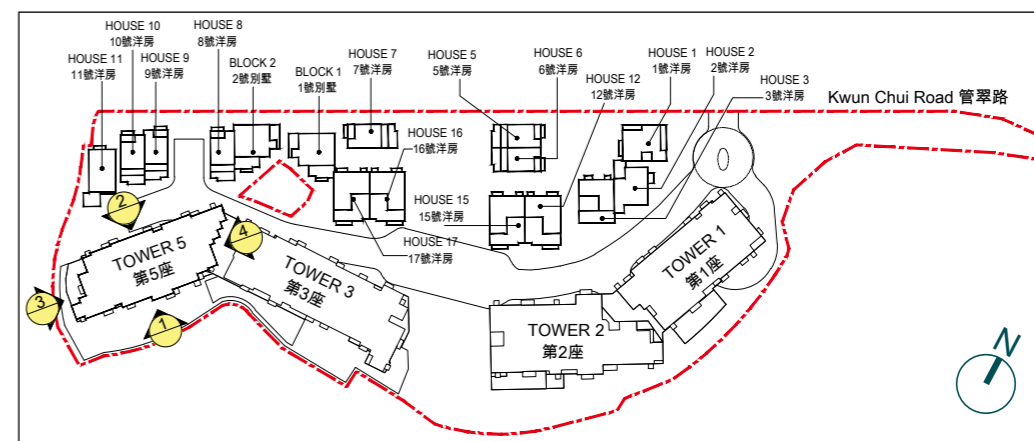 HOUSE 10
10號洋房
HOUSE 8
8號洋房
HOUSE 11
11號洋房
HOUSE 9
9號洋房
BLOCK 2
2號別墅
BLOCK 1
1號別墅
HOUSE 7
7號洋房
HOUSE 5
5號洋房
HOUSE 6
6號洋房
HOUSE 12
12號洋房
HOUSE 1
1號洋房
HOUSE 2
2號洋房
HOUSE 3
3號洋房
Kwun Chui Road 管翠路
HOUSE 16
16號洋房
HOUSE 15
15號洋房
HOUSE 17
17號洋房
2
4
3
1
TOWER 5
第5座
TOWER 3
第3座
TOWER 2
第2座
TOWER 1
第1座
N